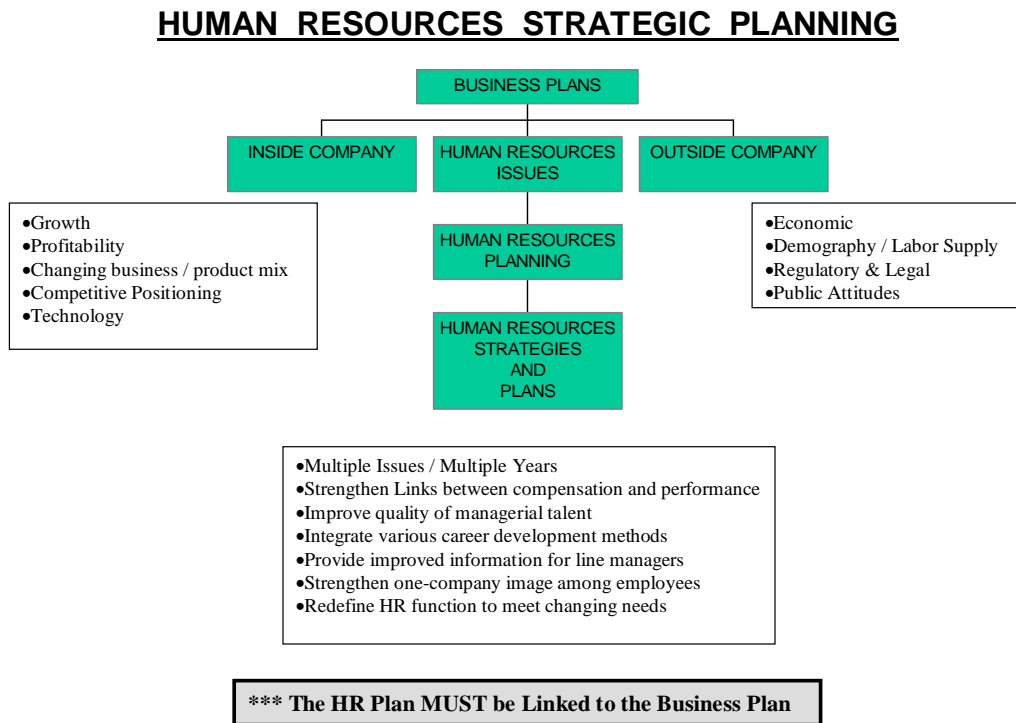 HUMAN RESOURCES STRATEGIC PLANNING
BUSINESS PLANS
INSIDE COMPANY
HUMAN RESOURCES
ISSUES
OUTSIDE COMPANY
•Growth
•Profitability
•Changing business / product mix
•Competitive Positioning
•Technology
HUMAN RESOURCES
PLANNING
•Economic
•Demography / Labor Supply
•Regulatory & Legal
•Public Attitudes
HUMAN RESOURCES
STRATEGIES
AND
PLANS
•Multiple Issues / Multiple Years
•Strengthen Links between compensation and performance
•Improve quality of managerial talent
•Integrate various career development methods
•Provide improved information for line managers
•Strengthen one-company image among employees
•Redefine HR function to meet changing needs
*** The HR Plan MUST be Linked to the Business Plan